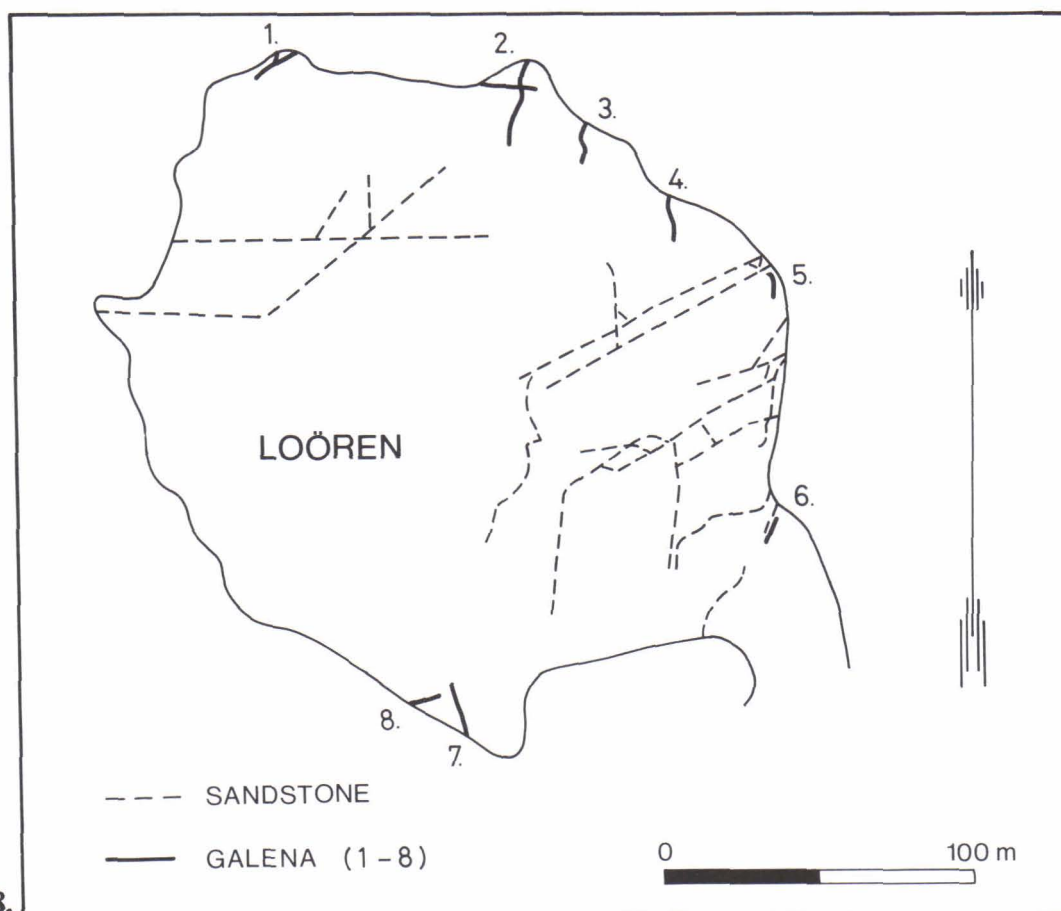 1.
2.
3.
4.
5.
LOÖREN
6.
8.
7.
SANDSTONE
GALENA (1-8)
0 100 m